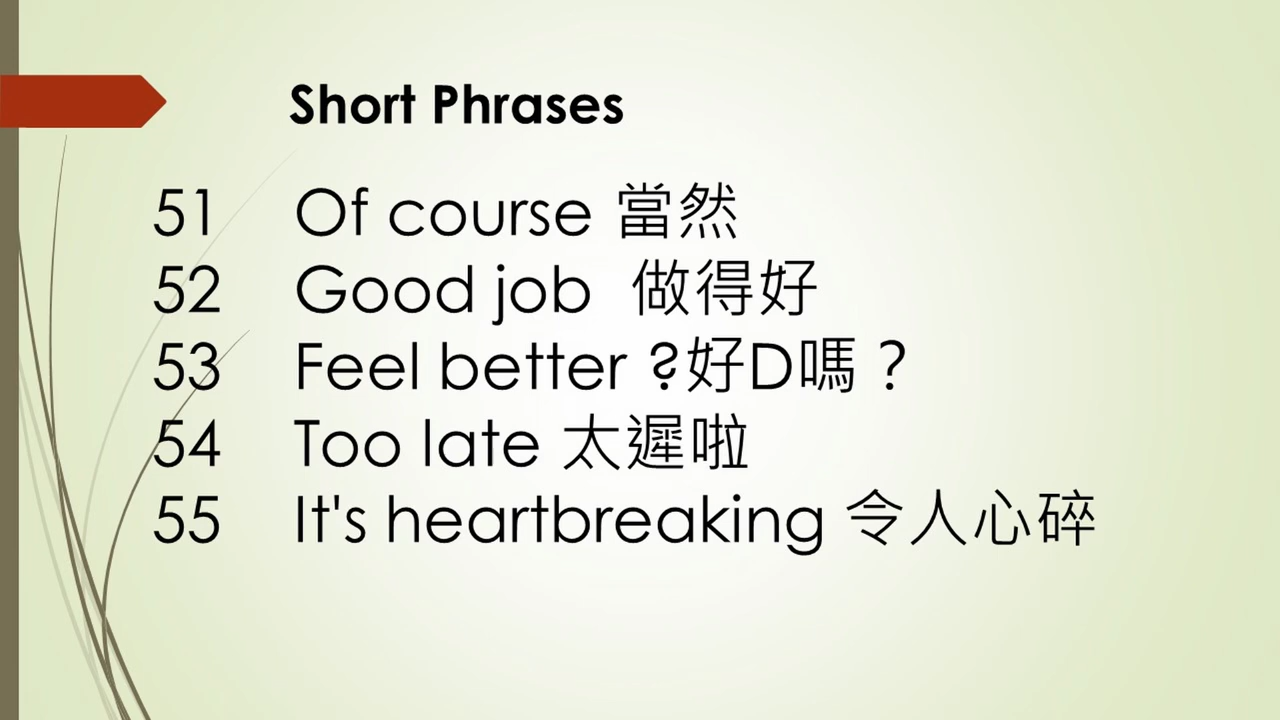 Short Phrases
51 Of course 當然
52 Good job 做得好
53 Feel better ?好D嗎？
54 Too late 太遲啦
55 It's heartbreaking 令人心碎